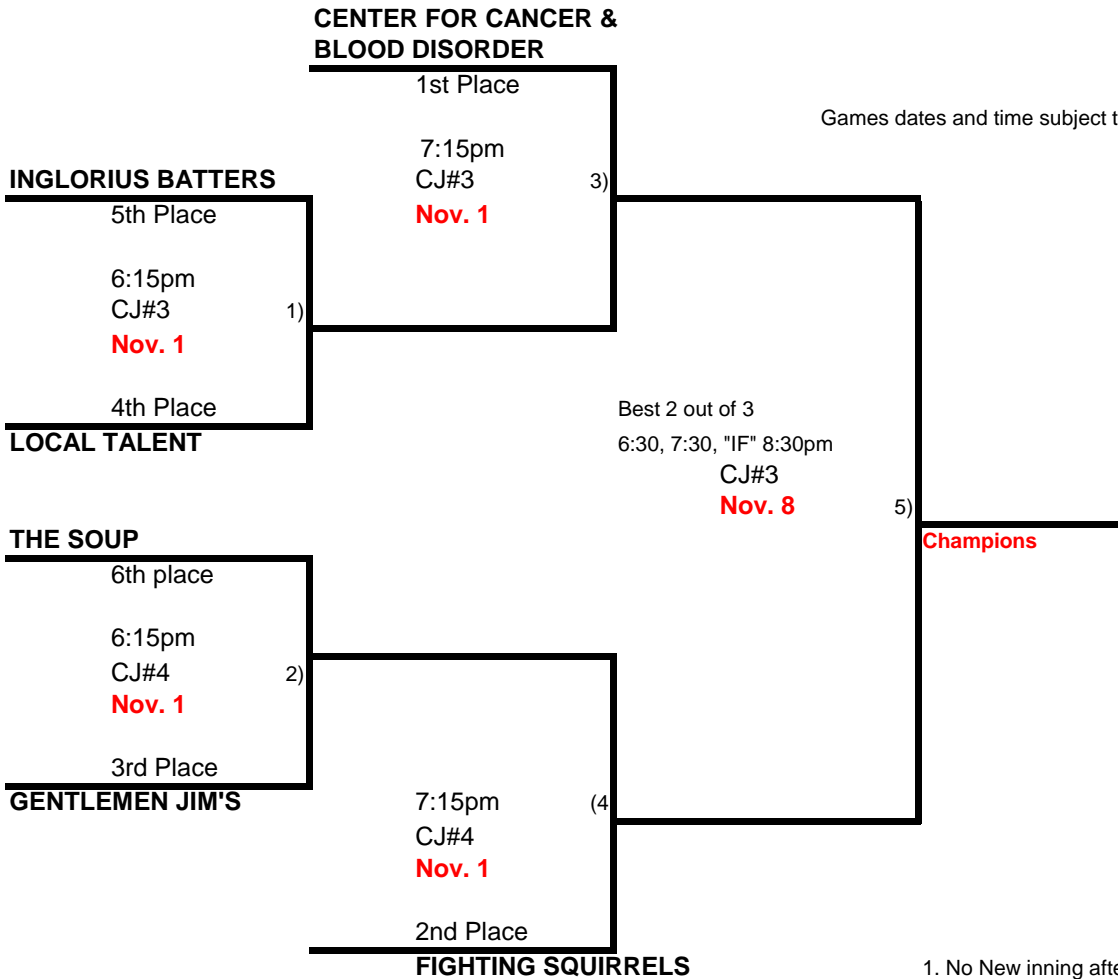 CENTER FOR CANCER &
BLOOD DISORDER
1st Place
Games dates and time subject t
7:15pm
INGLORIUS BATTERS
CJ#3 3)
5th Place
Nov. 1
6:15pm
CJ#3 1)
Nov. 1
4th Place
Best 2 out of 3
LOCAL TALENT
6:30, 7:30, "IF" 8:30pm
CJ#3
Nov. 8 5)
THE SOUP
Champions
6th place
6:15pm
CJ#4 2)
Nov. 1
3rd Place
GENTLEMEN JIM'S
7:15pm (4
CJ#4
Nov. 1
2nd Place
FIGHTING SQUIRRELS
1. No New inning afte